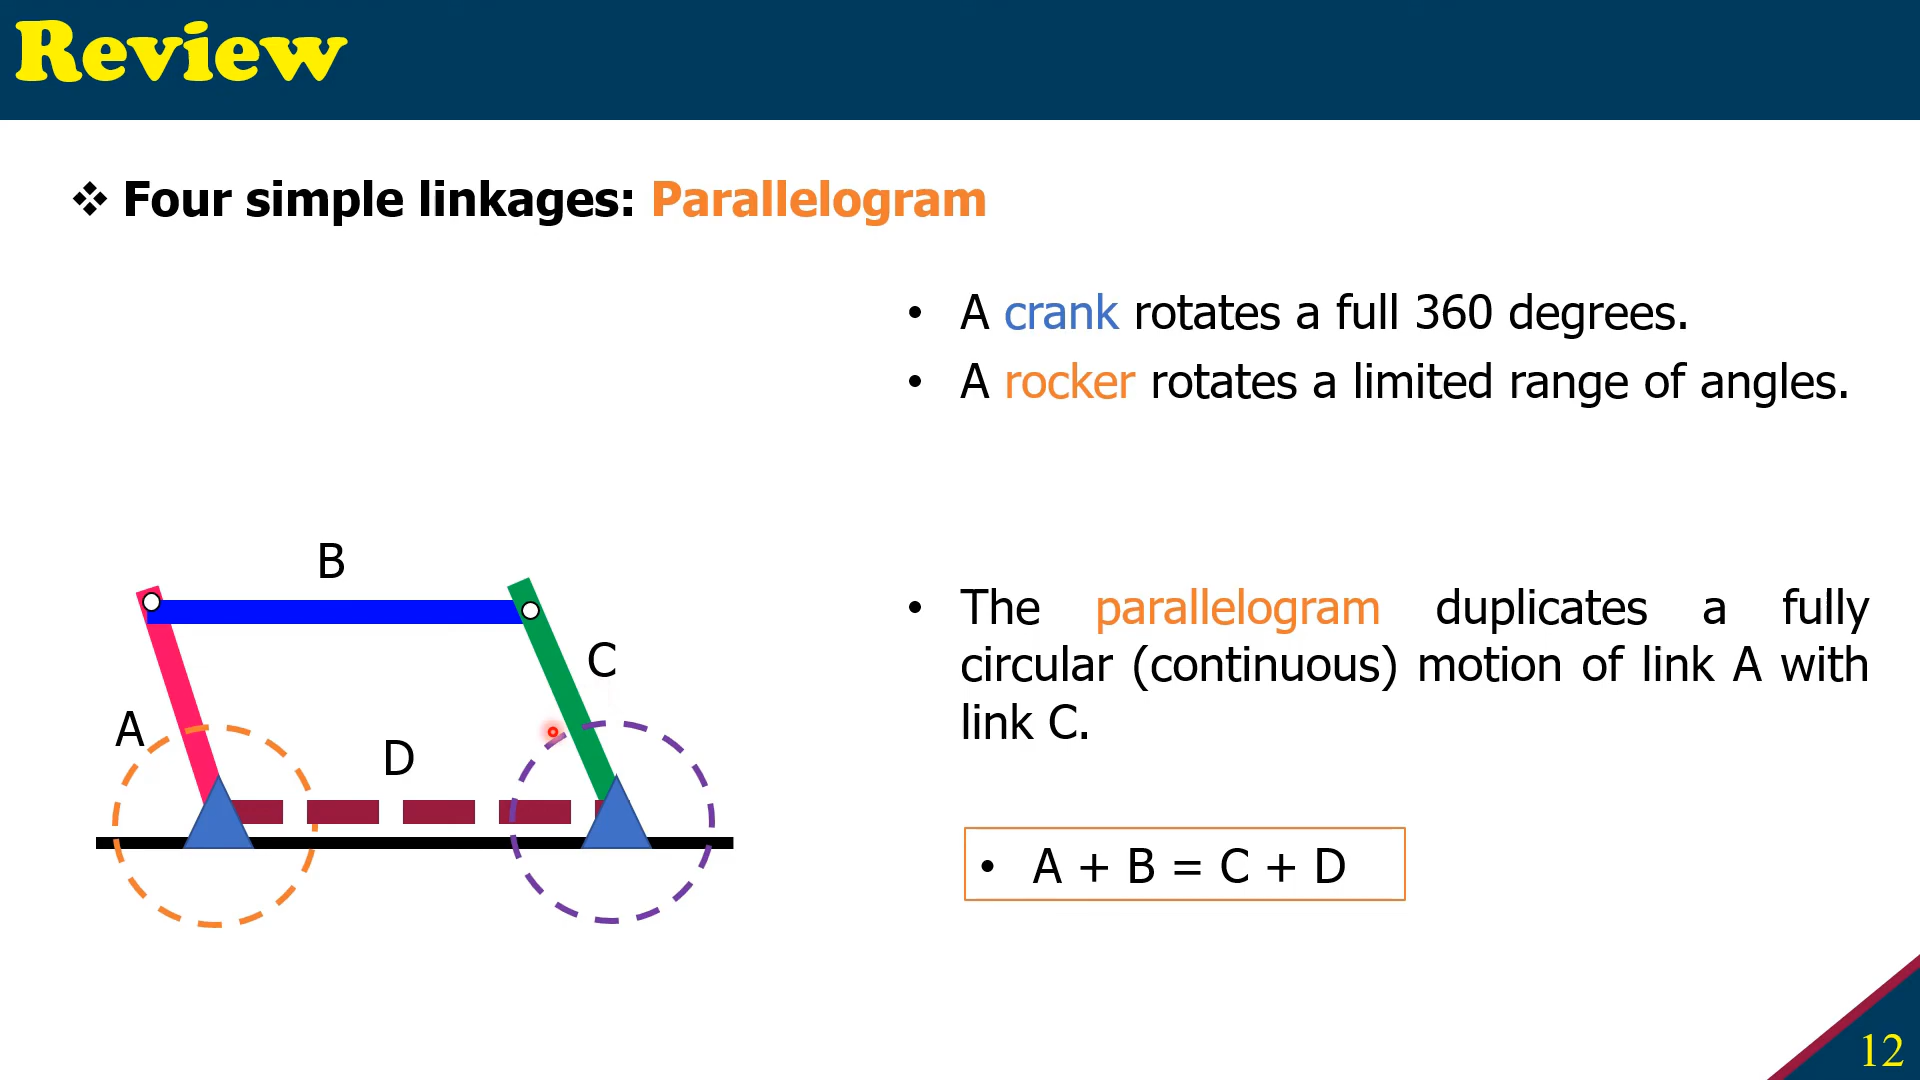 Review
❖ Four simple linkages: Parallelogram
• A crank rotates a full 360 degrees.
• A rocker rotates a limited range of angles.
B
C
A
D
• The parallelogram duplicates a fully
circular (continuous) motion of link A with
link C.
• A + B = C + D
12